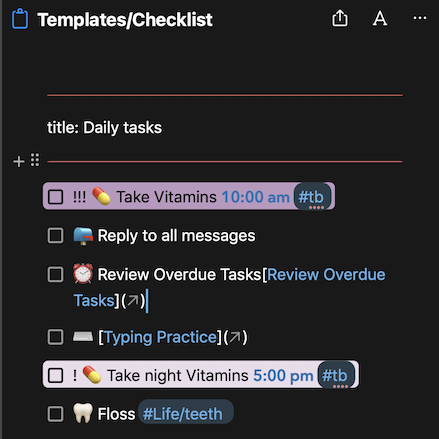 Templates/Checklist
title: Daily tasks
!!! 💊 Take Vitamins 10:00 am #tb
📫 Reply to all messages
⏰ Review Overdue Tasks[Review Overdue
Tasks](↗)
⌨️ [Typing Practice](↗)
! 💊 Take night Vitamins 5:00 pm #tb
🦷 Floss #Life/teeth